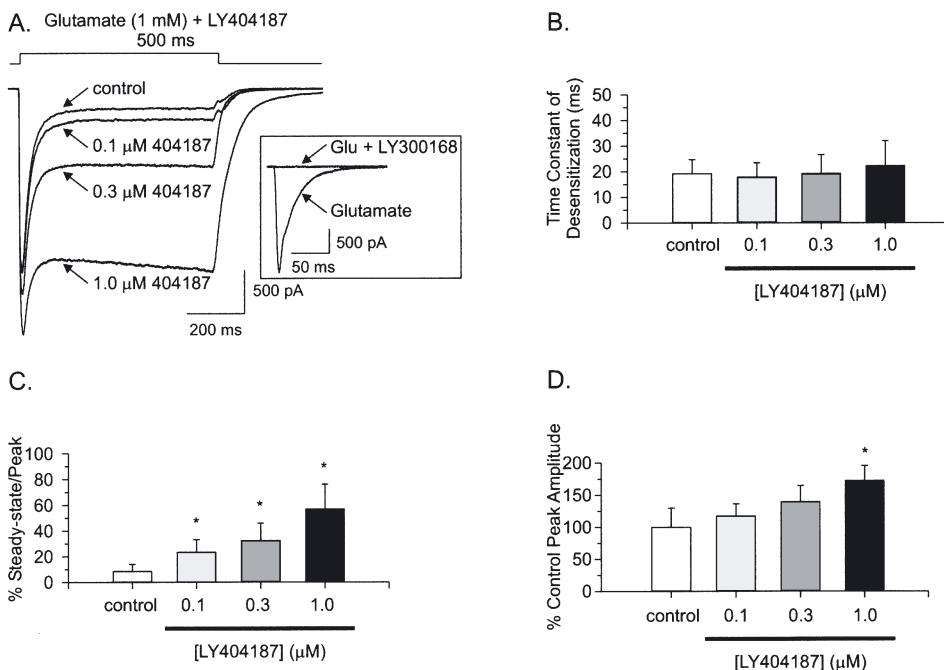 A.
Glutamate (1 mM) + LY404187
500 ms
control
0.1 µM 404187
0.3 µM 404187
1.0 µM 404187
Glu + LY300168
Glutamate
500 pA
50 ms
500 pA
200 ms
B.
Time Constant of
Desensitization (ms)
50
40
30
20
10
0
control 0.1 0.3 1.0
[LY404187] (µM)
C.
% Steady-state/Peak
100
80
60
40
20
0
* * *
control 0.1 0.3 1.0
[LY404187] (µM)
D.
% Control Peak Amplitude
200
150
100
50
0
*
control 0.1 0.3 1.0
[LY404187] (µM)